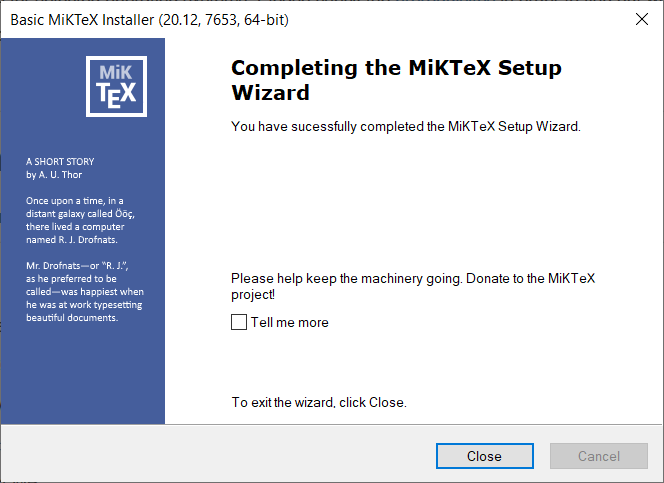 Basic MiKTeX Installer (20.12, 7653, 64-bit)
MiK
TEX
A SHORT STORY
by A. U. Thor
Once upon a time, in a
distant galaxy called Ööç,
there lived a computer
named R. J. Drofnats.
Mr. Drofnats—or “R. J.”,
as he preferred to be
called—was happiest when
he was at work typesetting
beautiful documents.
Completing the MiKTeX Setup
Wizard
You have sucessfully completed the MiKTeX Setup Wizard.
Please help keep the machinery going. Donate to the MiKTeX
project!
Tell me more
To exit the wizard, click Close.
Close
Cancel